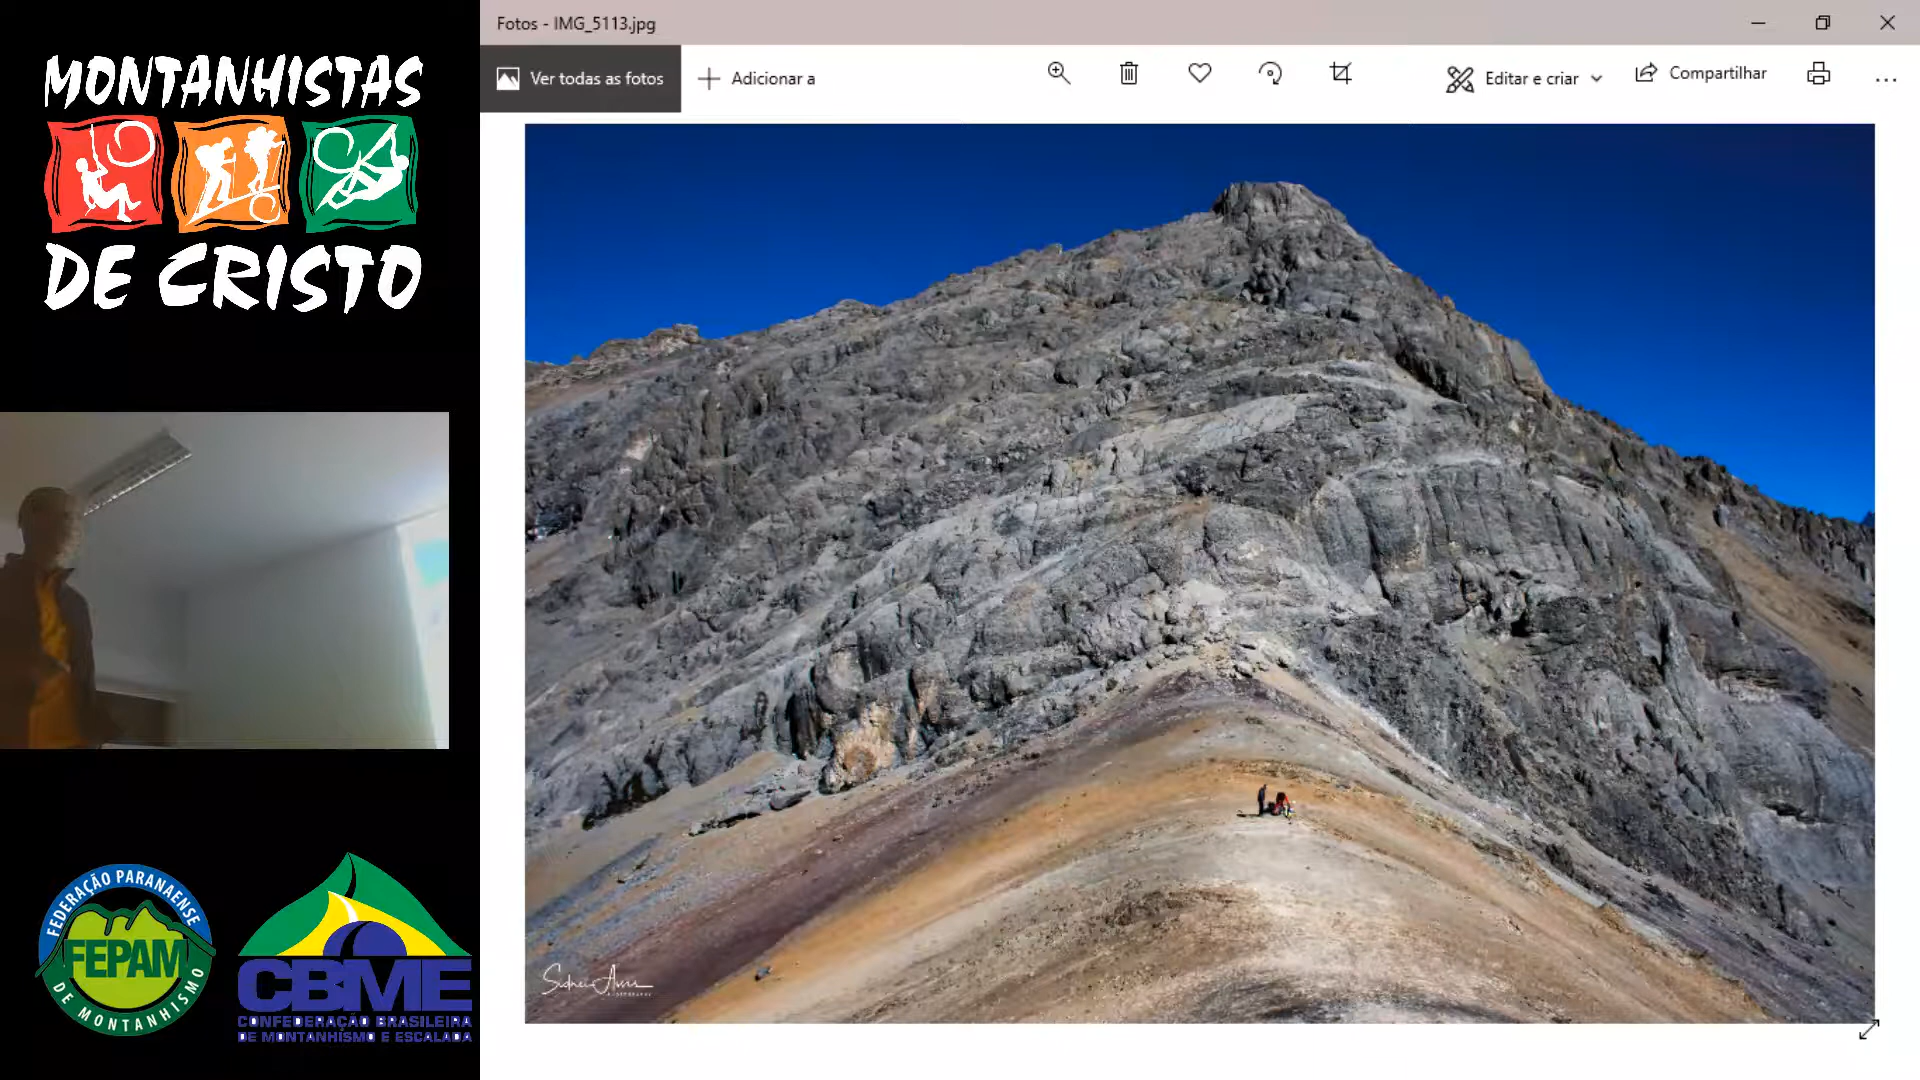 MONTANHISTAS
DE CRISTO
FEDERAÇÃO PARANAENSE
FEPAM
DE MONTANHISMO
CBME
CONFEDERAÇÃO BRASILEIRA
DE MONTANHISMO E ESCALADA
Fotos - IMG_5113.jpg
Ver todas as fotos
Adicionar a
Editar e criar
Compartilhar